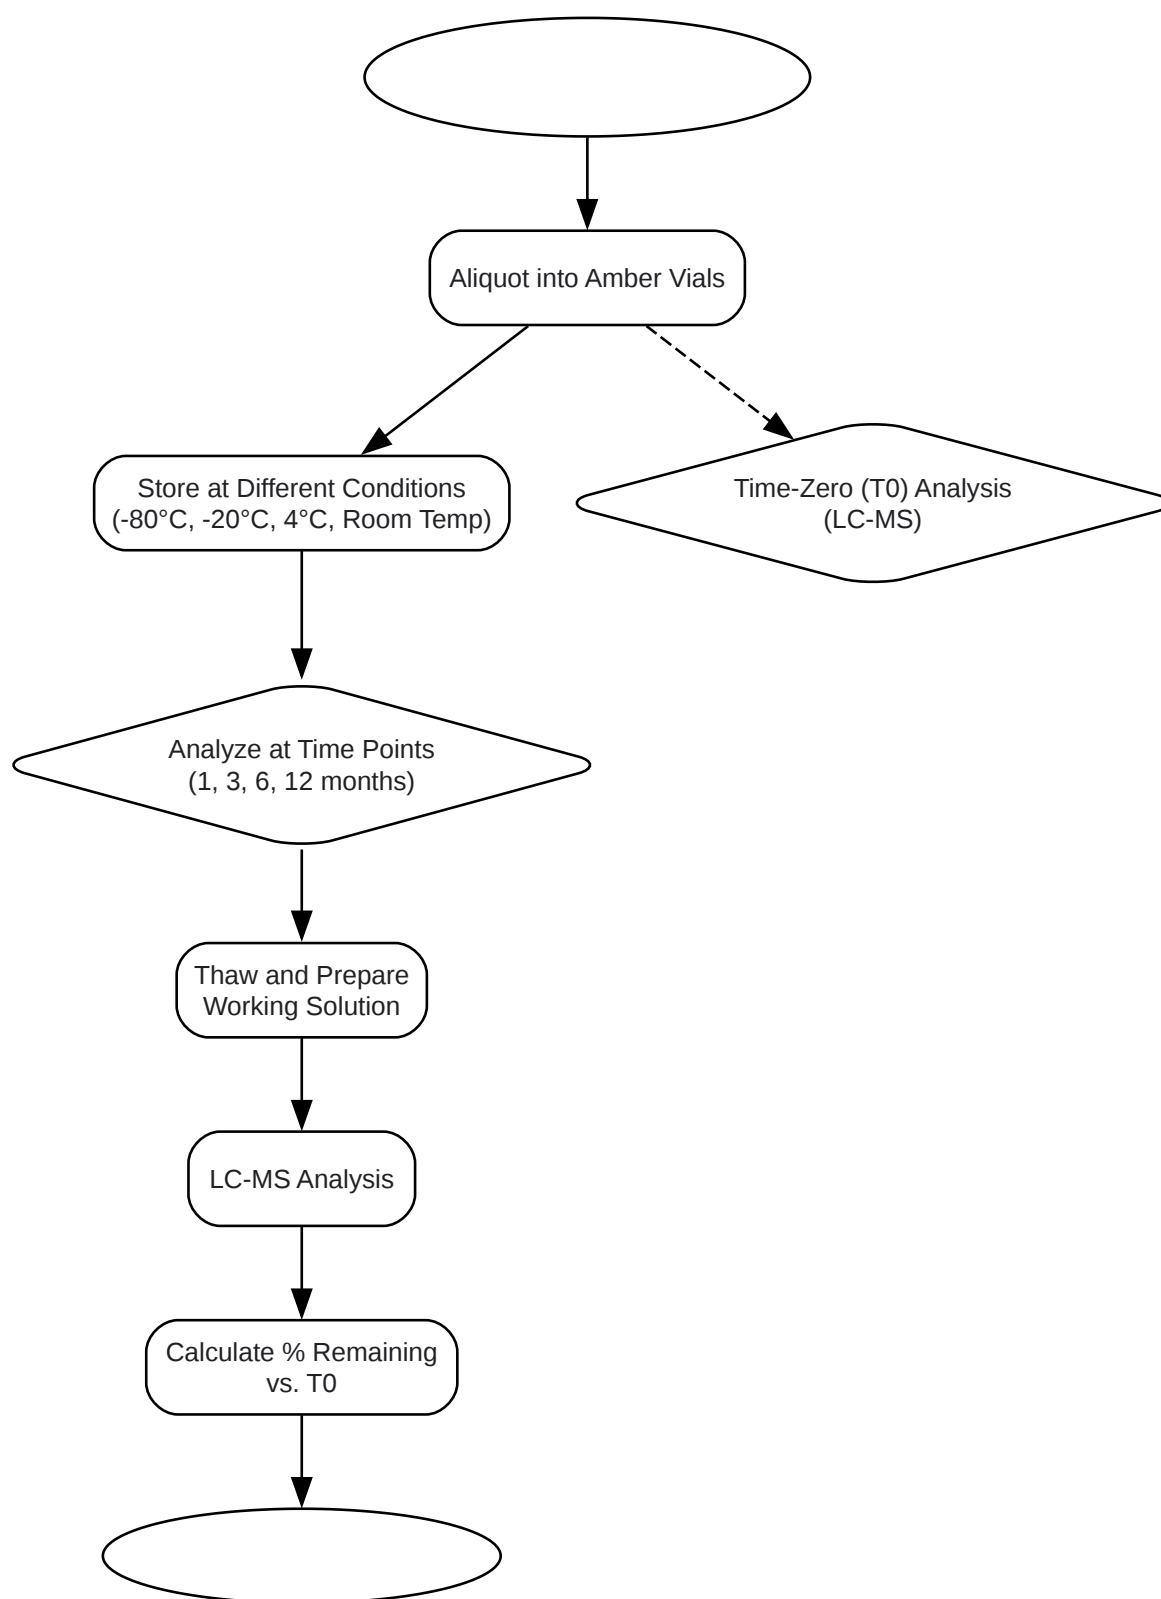 Aliquot into Amber Vials
Store at Different Conditions
(-80°C, -20°C, 4°C, Room Temp)
Time-Zero (T0) Analysis
(LC-MS)
Analyze at Time Points
(1, 3, 6, 12 months)
Thaw and Prepare
Working Solution
LC-MS Analysis
Calculate % Remaining
vs. T0